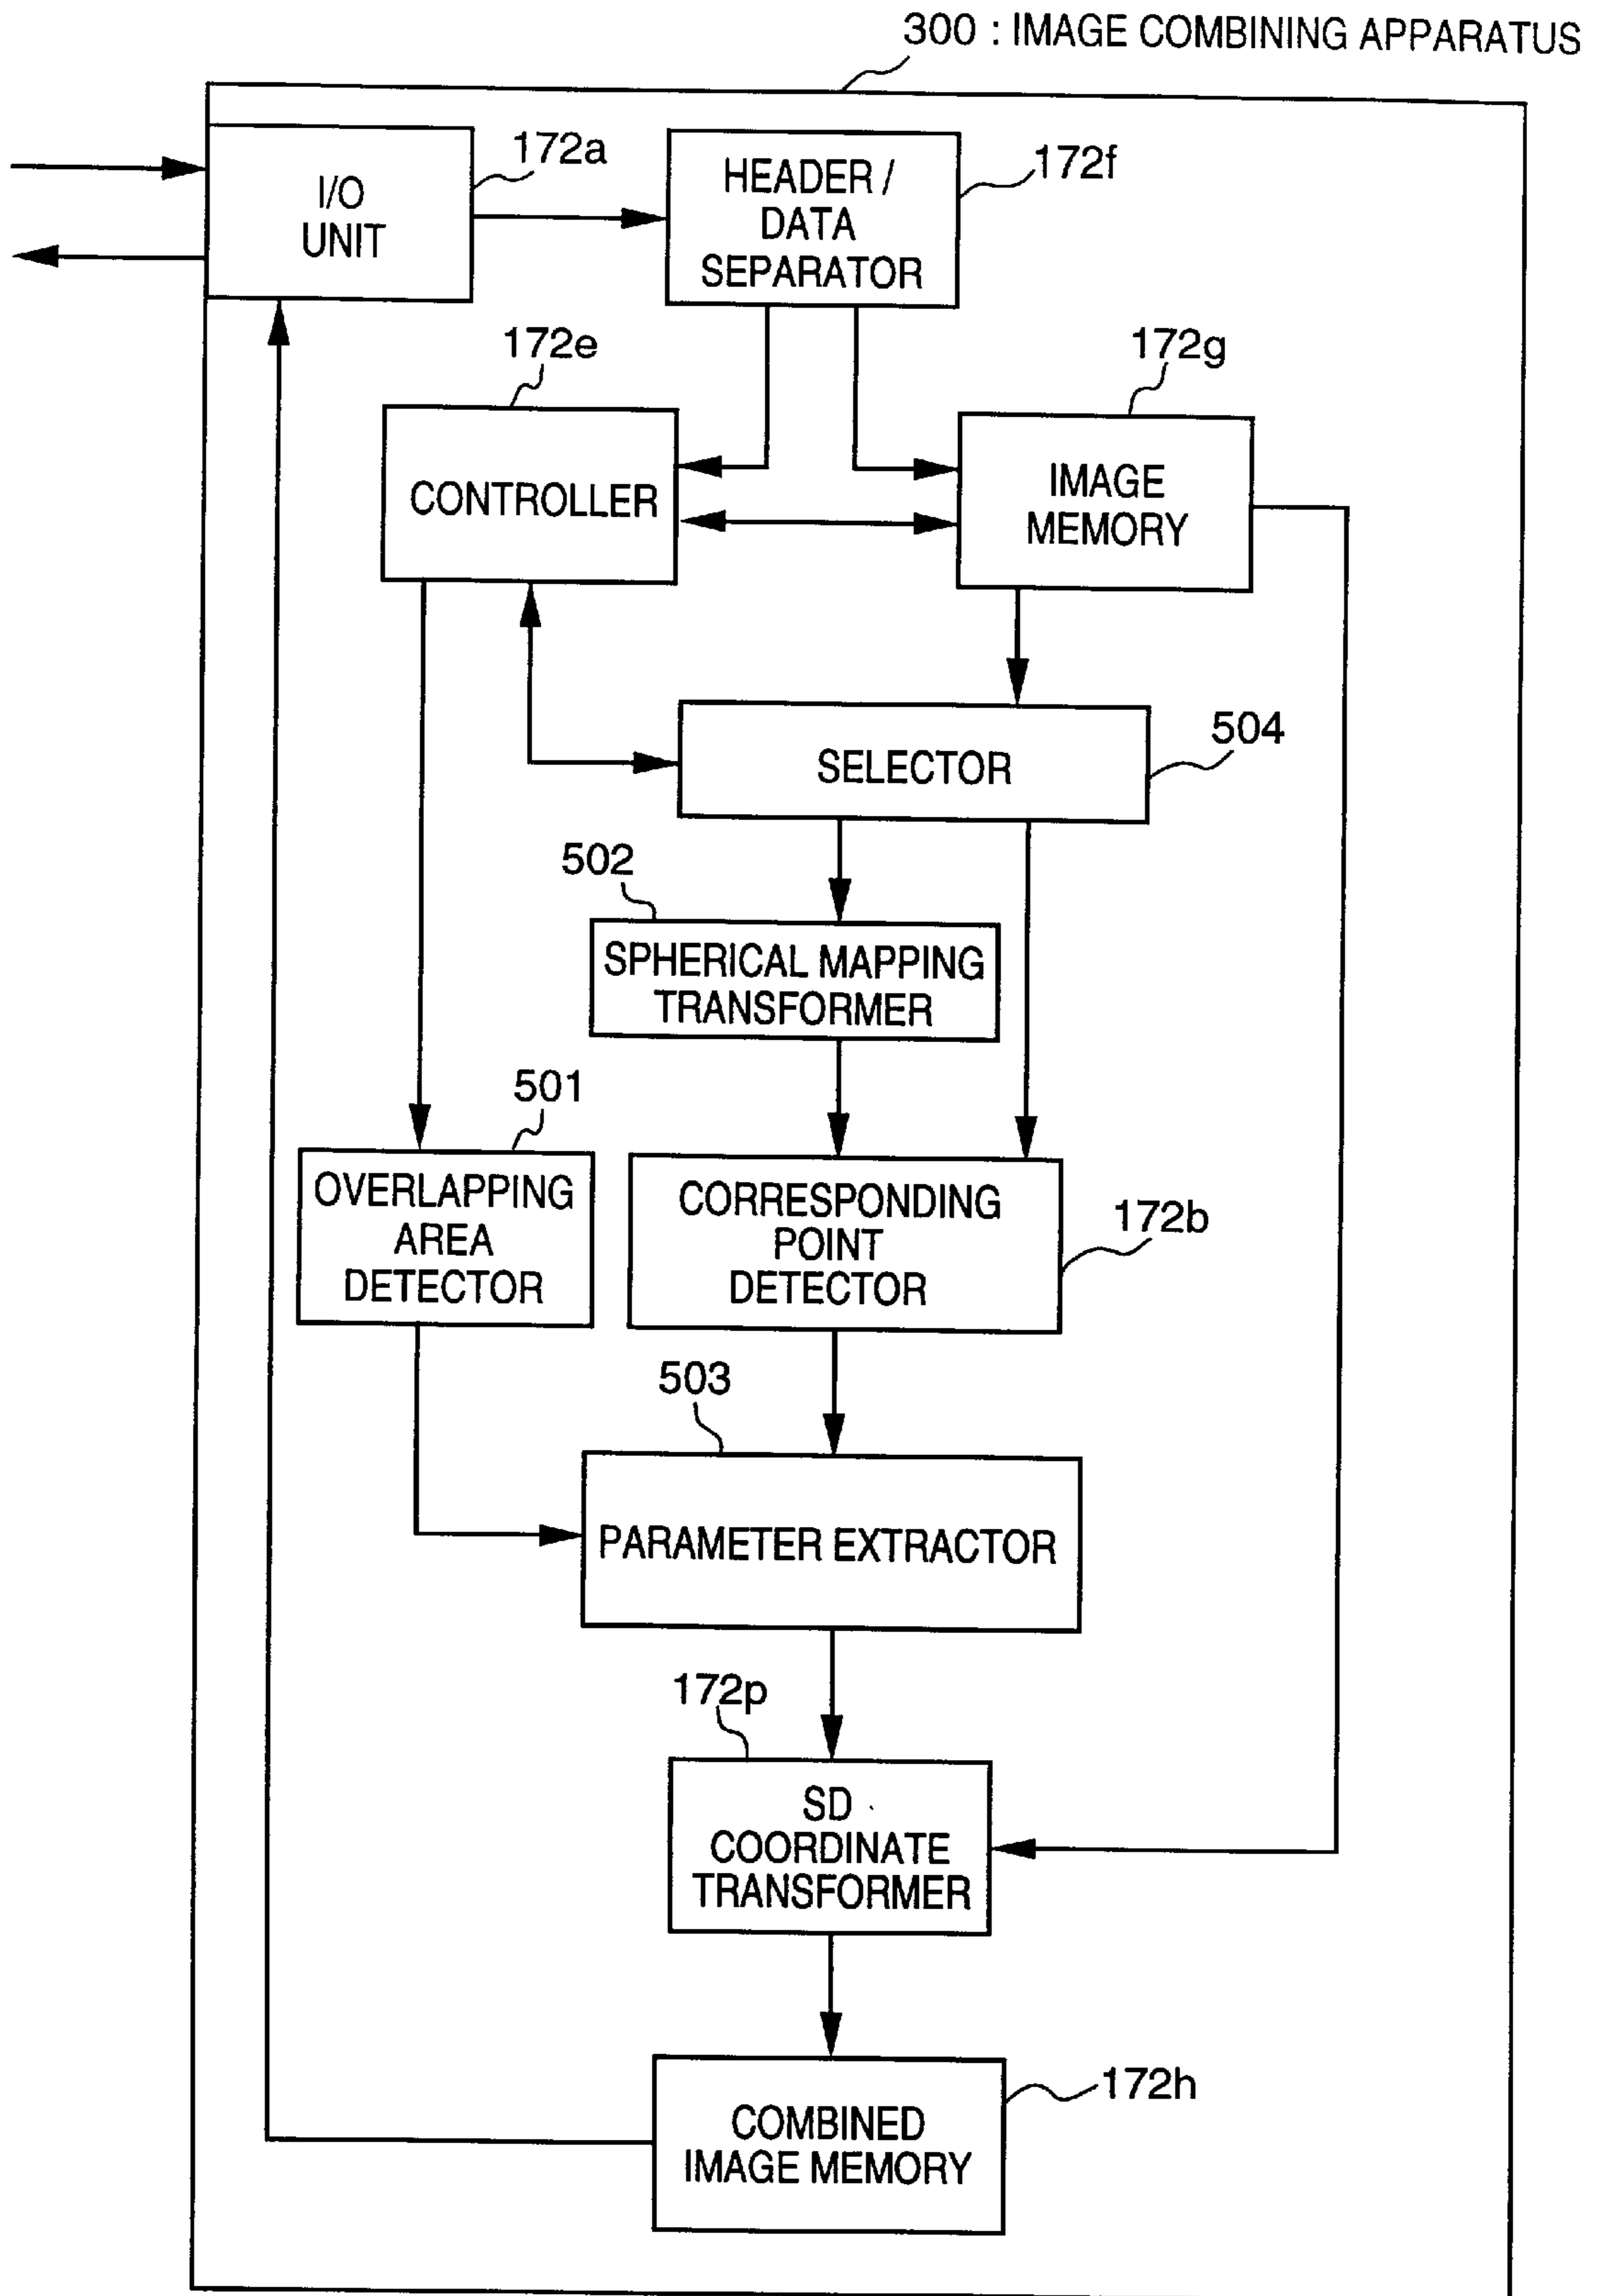 300 : IMAGE COMBINING APPARATUS
172a
I/O
UNIT
HEADER /
DATA
SEPARATOR
172f
172e
CONTROLLER
172g
IMAGE
MEMORY
SELECTOR
504
502
SPHERICAL MAPPING
TRANSFORMER
501
OVERLAPPING
AREA
DETECTOR
CORRESPONDING
POINT
DETECTOR
172b
503
PARAMETER EXTRACTOR
172p
SD
COORDINATE
TRANSFORMER
172h
COMBINED
IMAGE MEMORY